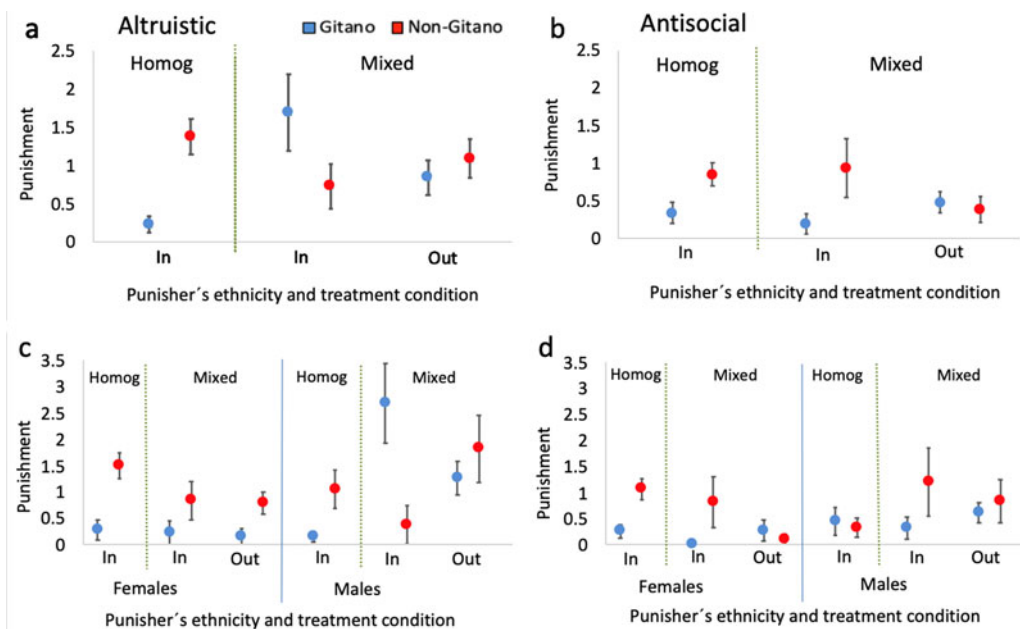 a Altruistic
Gitano Non-Gitano
Homog Mixed
Punishment
2.5
2
1.5
1
0.5
0
In In Out
Punisher´s ethnicity and treatment condition
b Antisocial
Homog Mixed
Punishment
2.5
2
1.5
1
0.5
0
In In Out
Punisher´s ethnicity and treatment condition
c
Homog Mixed Homog Mixed
Punishment
3.5
3
2.5
2
1.5
1
0.5
0
In In Out In In Out
Females Males
Punisher´s ethnicity and treatment condition
d
Homog Mixed Homog Mixed
Punishment
3.5
3
2.5
2
1.5
1
0.5
0
In In Out In In Out
Females Males
Punisher´s ethnicity and treatment condition